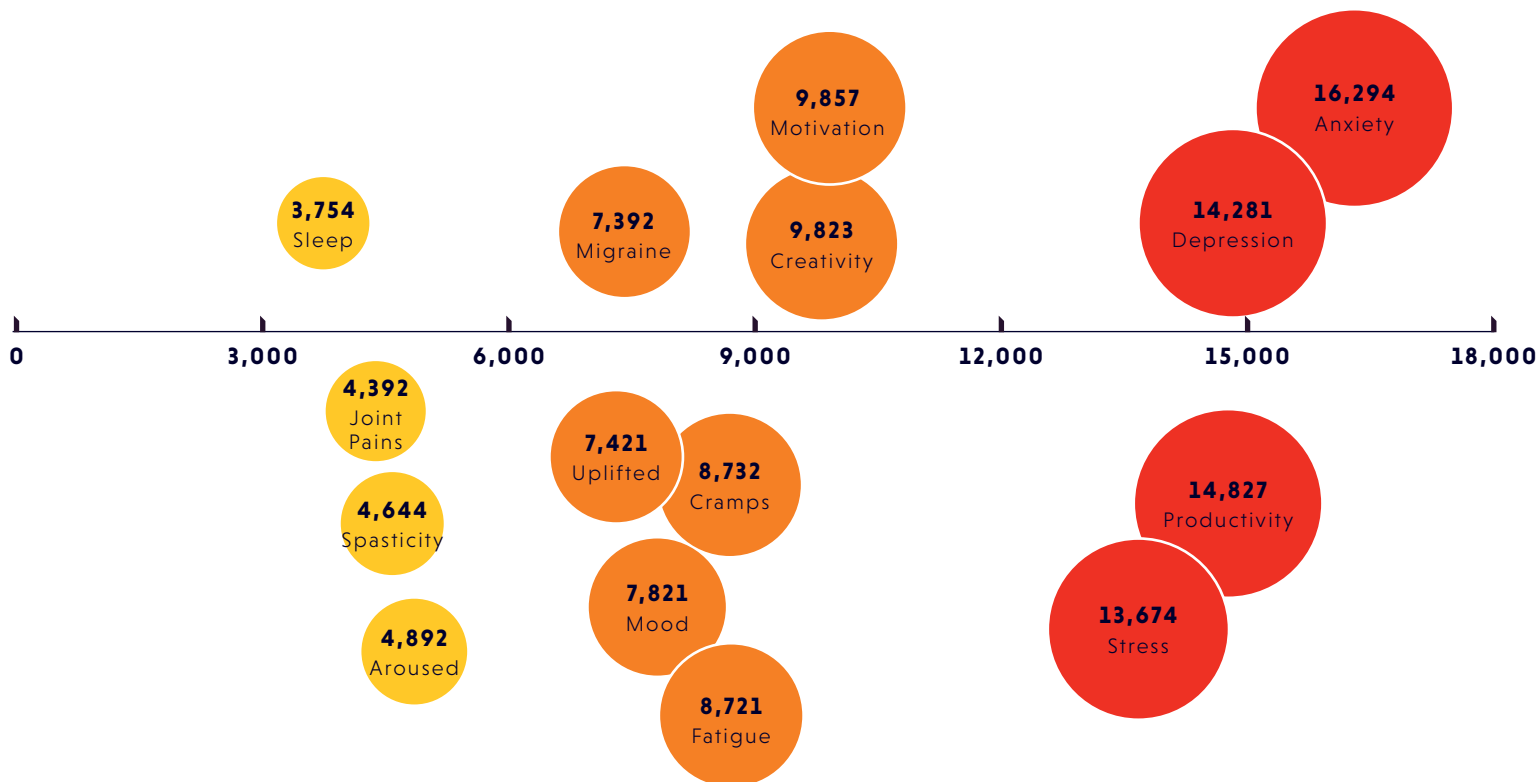 16,294
Anxiety
9,857
Motivation
14,281
Depression
3,754
Sleep
7,392
Migraine
9,823
Creativity
0
3,000
6,000
9,000
12,000
15,000
18,000
4,392
Joint
Pains
7,421
Uplifted
8,732
Cramps
14,827
Productivity
4,644
Spasticity
7,821
Mood
13,674
Stress
4,892
Aroused
8,721
Fatigue